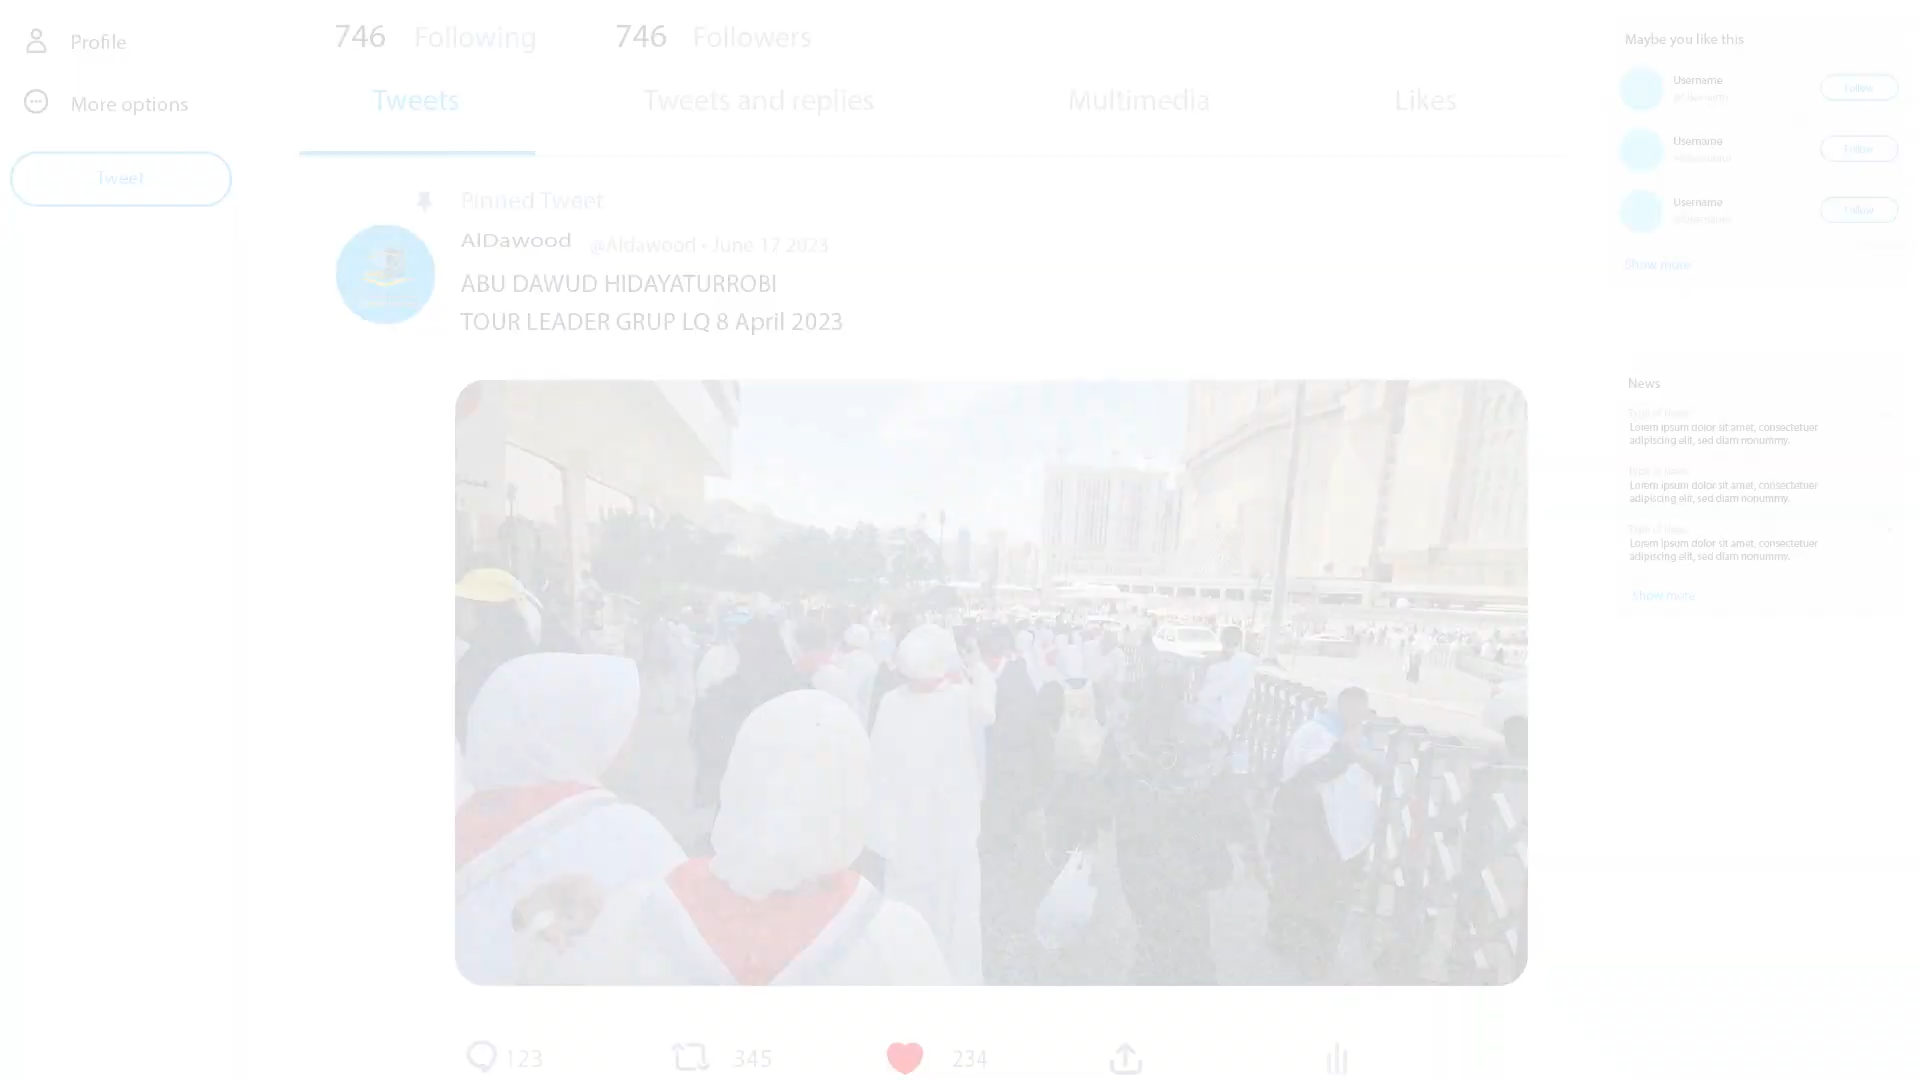 Profile
More options
Tweet
746 Following 746 Followers
Tweets Tweets and replies Multimedia Likes
Pinned Tweet
AlDawood @Aldawood - June 17 2023
ABU DAWUD HIDAYATURROBI
TOUR LEADER GRUP LQ 8 April 2023
123 345 234
Maybe you like this
Username
Follow
Username
Follow
Username
Follow
Show more
News
Lorem ipsum dolor sit amet, consectetuer
adipiscing elit, sed diam nonummy.
Lorem ipsum dolor sit amet, consectetuer
adipiscing elit, sed diam nonummy.
Lorem ipsum dolor sit amet, consectetuer
adipiscing elit, sed diam nonummy.
Show more